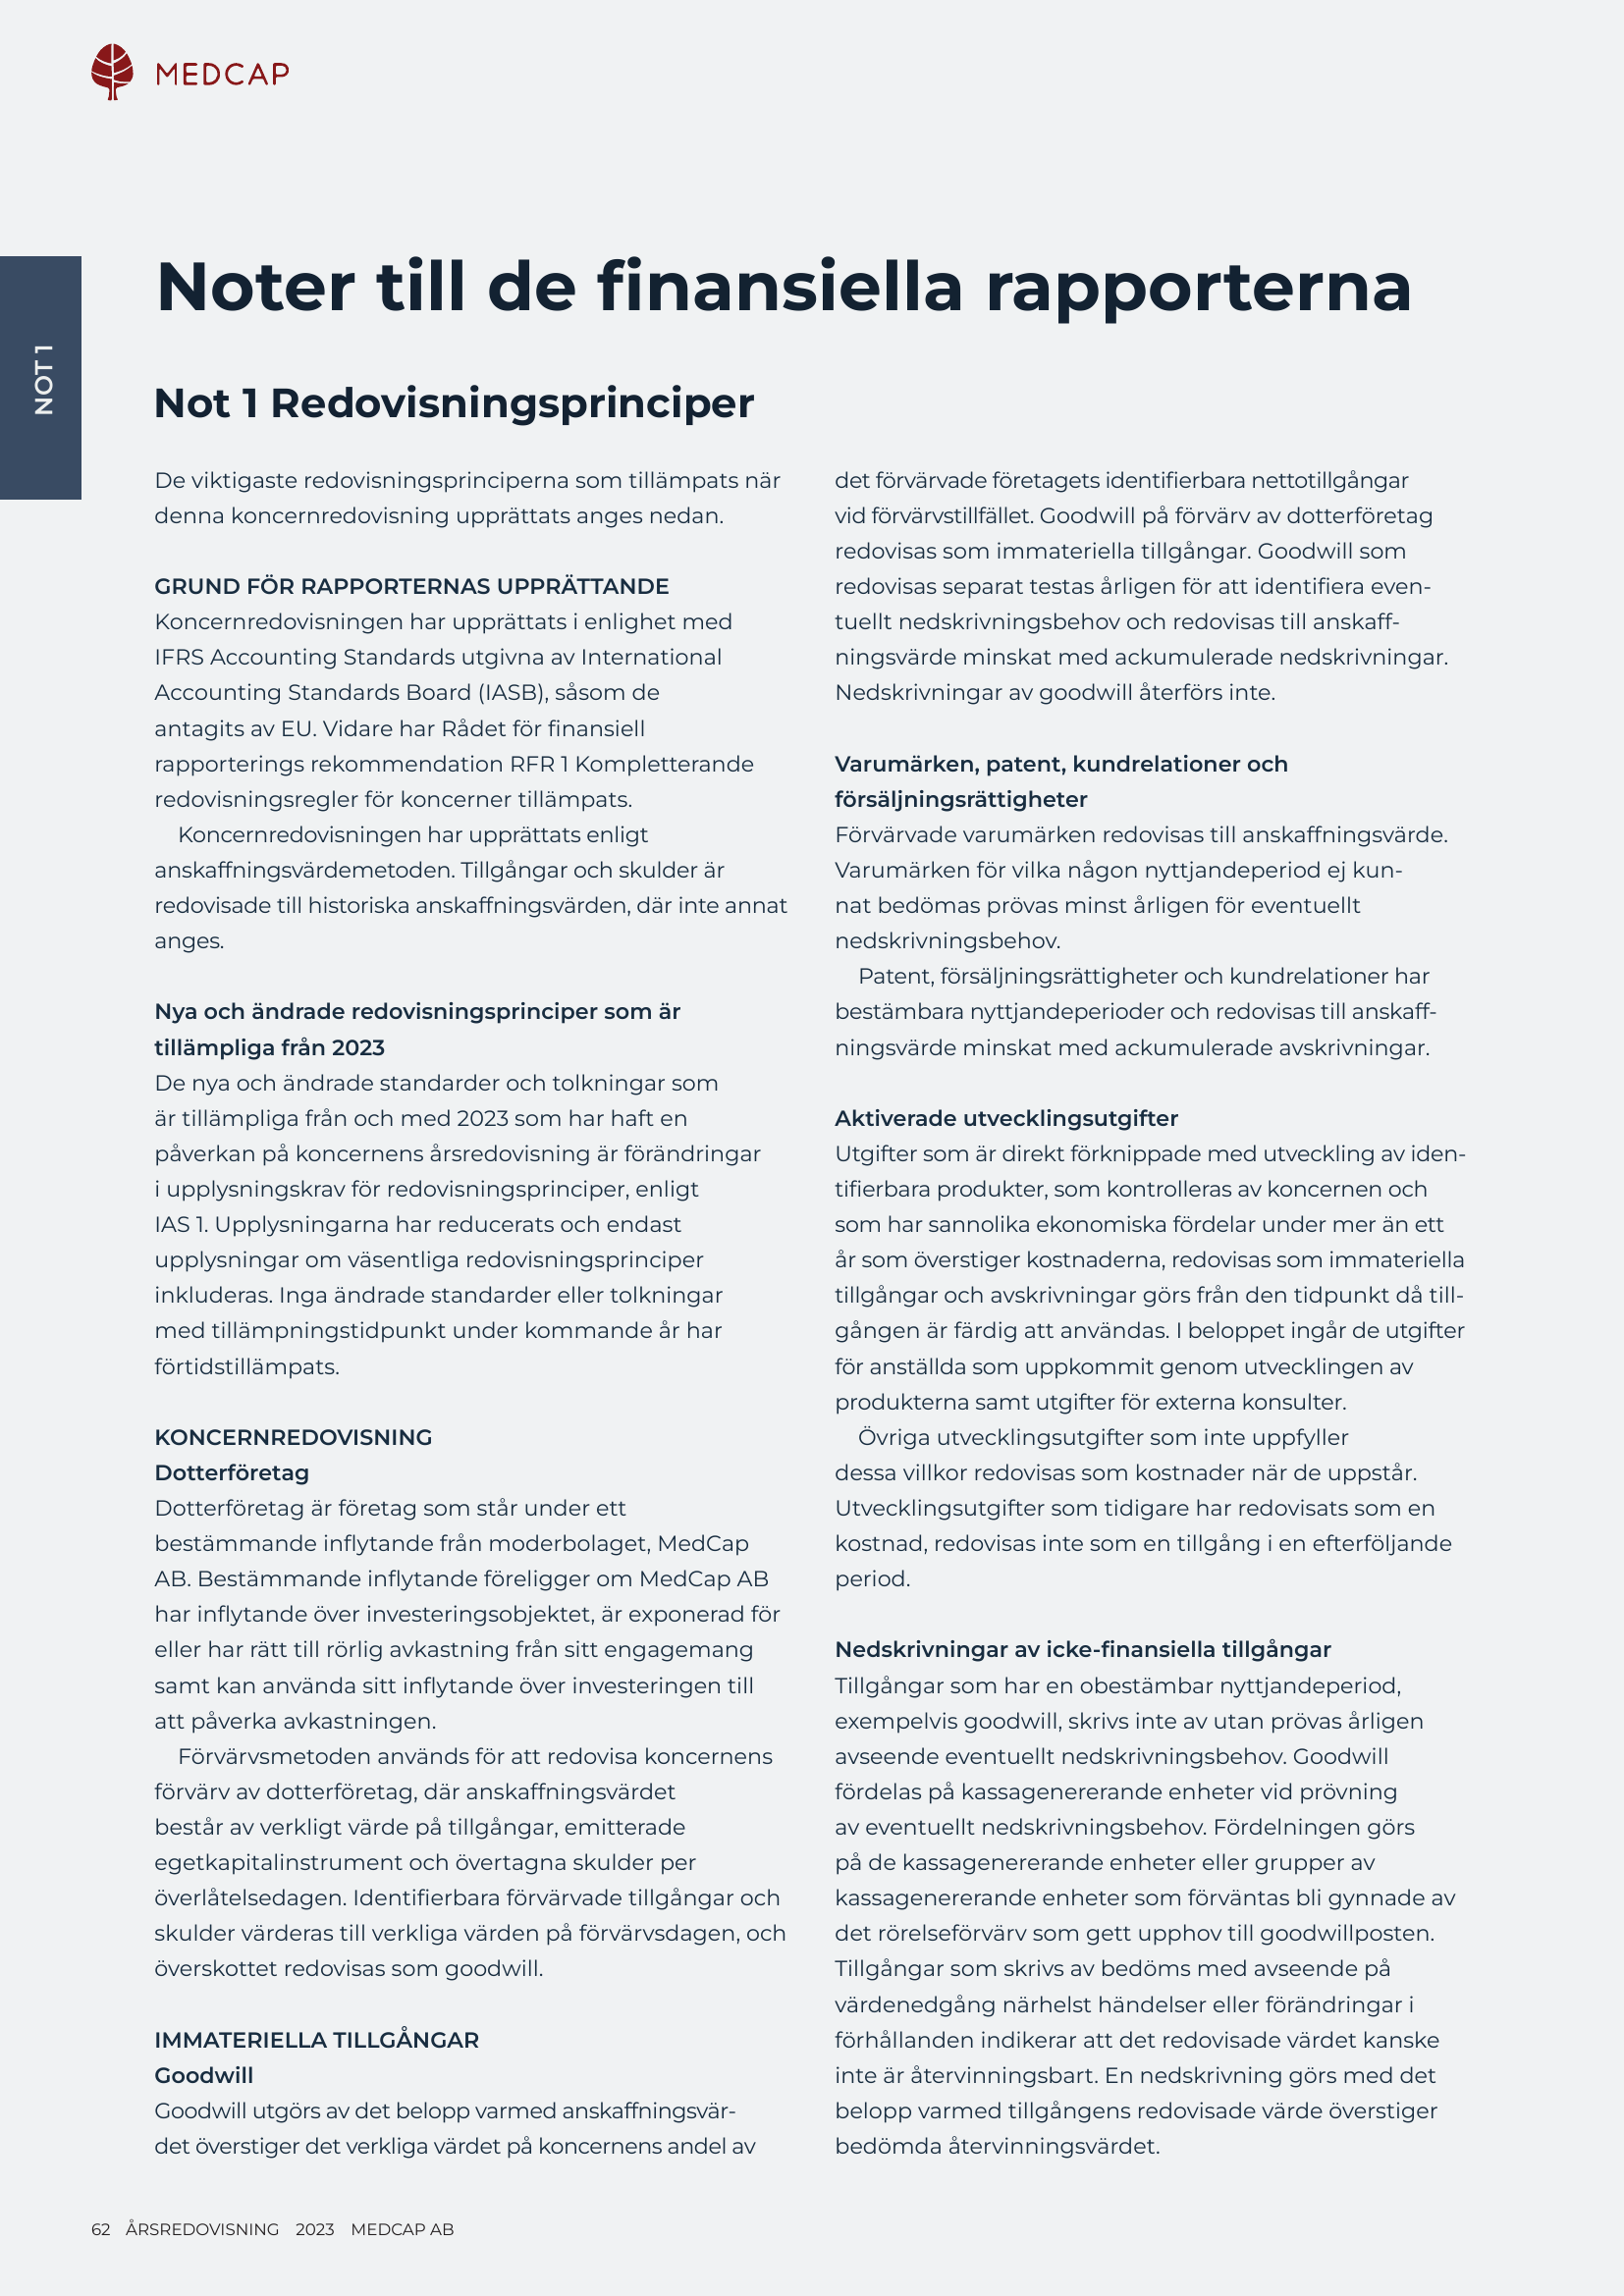 MEDCAP
NOT 1
Noter till de finansiella rapporterna
Not 1 Redovisningsprinciper
De viktigaste redovisningsprinciperna som tillämpats när
denna koncernredovisning upprättats anges nedan.
GRUND FÖR RAPPORTERNAS UPPRÄTTANDE
Koncernredovisningen har upprättats i enlighet med
IFRS Accounting Standards utgivna av International
Accounting Standards Board (IASB), såsom de
antagits av EU. Vidare har Rådet för finansiell
rapporterings rekommendation RFR 1 Kompletterande
redovisningsregler för koncerner tillämpats.
Koncernredovisningen har upprättats enligt
anskaffningsvärdemetoden. Tillgångar och skulder är
redovisade till historiska anskaffningsvärden, där inte annat
anges.
Nya och ändrade redovisningsprinciper som är
tillämpliga från 2023
De nya och ändrade standarder och tolkningar som
är tillämpliga från och med 2023 som har haft en
påverkan på koncernens årsredovisning är förändringar
i upplysningskrav för redovisningsprinciper, enligt
IAS 1. Upplysningarna har reducerats och endast
upplysningar om väsentliga redovisningsprinciper
inkluderas. Inga ändrade standarder eller tolkningar
med tillämpningstidpunkt under kommande år har
förtidstillämpats.
KONCERNREDOVISNING
Dotterföretag
Dotterföretag är företag som står under ett
bestämmande inflytande från moderbolaget, MedCap
AB. Bestämmande inflytande föreligger om MedCap AB
har inflytande över investeringsobjektet, är exponerad för
eller har rätt till rörlig avkastning från sitt engagemang
samt kan använda sitt inflytande över investeringen till
att påverka avkastningen.
Förvärvsmetoden används för att redovisa koncernens
förvärv av dotterföretag, där anskaffningsvärdet
består av verkligt värde på tillgångar, emitterade
egetkapitalinstrument och övertagna skulder per
överlåtelsedagen. Identifierbara förvärvade tillgångar och
skulder värderas till verkliga värden på förvärvsdagen, och
överskottet redovisas som goodwill.
IMMATERIELLA TILLGÅNGAR
Goodwill
Goodwill utgörs av det belopp varmed anskaffningsvär-
det överstiger det verkliga värdet på koncernens andel av
det förvärvade företagets identifierbara nettotillgångar
vid förvärvstillfället. Goodwill på förvärv av dotterföretag
redovisas som immateriella tillgångar. Goodwill som
redovisas separat testas årligen för att identifiera even-
tuellt nedskrivningsbehov och redovisas till anskaff-
ningsvärde minskat med ackumulerade nedskrivningar.
Nedskrivningar av goodwill återförs inte.
Varumärken, patent, kundrelationer och
försäljningsrättigheter
Förvärvade varumärken redovisas till anskaffningsvärde.
Varumärken för vilka någon nyttjandeperiod ej kun-
nat bedömas prövas minst årligen för eventuellt
nedskrivningsbehov.
Patent, försäljningsrättigheter och kundrelationer har
bestämbara nyttjandeperioder och redovisas till anskaff-
ningsvärde minskat med ackumulerade avskrivningar.
Aktiverade utvecklingsutgifter
Utgifter som är direkt förknippade med utveckling av iden-
tifierbara produkter, som kontrolleras av koncernen och
som har sannolika ekonomiska fördelar under mer än ett
år som överstiger kostnaderna, redovisas som immateriella
tillgångar och avskrivningar görs från den tidpunkt då till-
gången är färdig att användas. I beloppet ingår de utgifter
för anställda som uppkommit genom utvecklingen av
produkterna samt utgifter för externa konsulter.
Övriga utvecklingsutgifter som inte uppfyller
dessa villkor redovisas som kostnader när de uppstår.
Utvecklingsutgifter som tidigare har redovisats som en
kostnad, redovisas inte som en tillgång i en efterföljande
period.
Nedskrivningar av icke-finansiella tillgångar
Tillgångar som har en obestämbar nyttjandeperiod,
exempelvis goodwill, skrivs inte av utan prövas årligen
avseende eventuellt nedskrivningsbehov. Goodwill
fördelas på kassagenererande enheter vid prövning
av eventuellt nedskrivningsbehov. Fördelningen görs
på de kassagenererande enheter eller grupper av
kassagenererande enheter som förväntas bli gynnade av
det rörelseförvärv som gett upphov till goodwillposten.
Tillgångar som skrivs av bedöms med avseende på
värdenedgång närhelst händelser eller förändringar i
förhållanden indikerar att det redovisade värdet kanske
inte är återvinningsbart. En nedskrivning görs med det
belopp varmed tillgångens redovisade värde överstiger
bedömda återvinningsvärdet.
62 ÅRSREDOVISNING 2023 MEDCAP AB